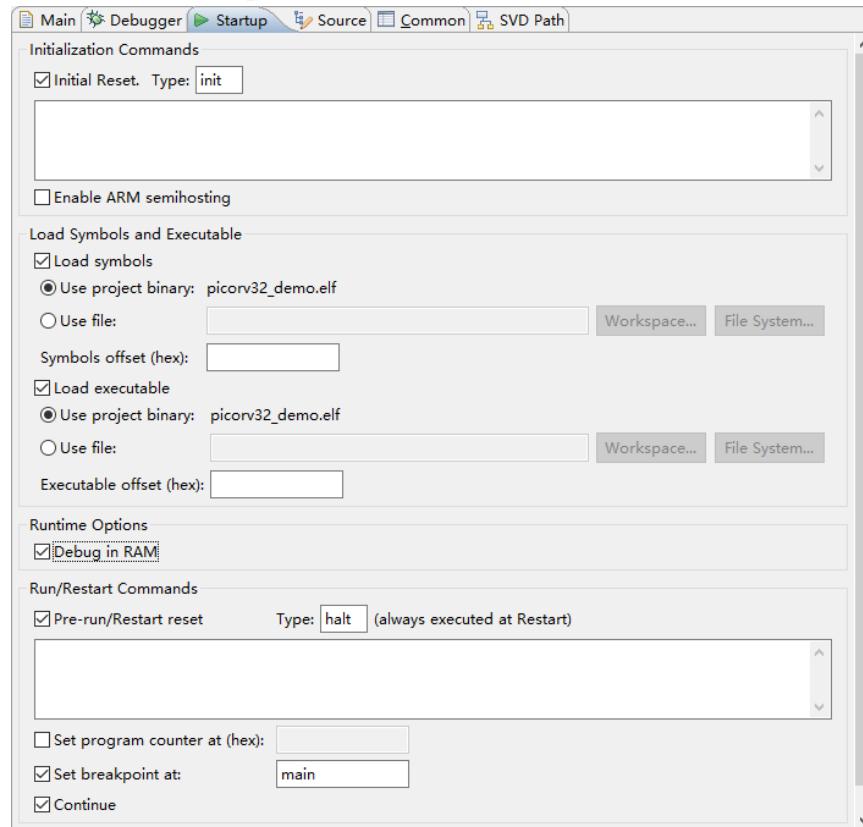 Main Debugger Startup Source Common SVD Path
Initialization Commands
Initial Reset. Type: init
Enable ARM semihosting
Load Symbols and Executable
Load symbols
Use project binary: picorv32_demo.elf
Use file: Workspace... File System...
Symbols offset (hex):
Load executable
Use project binary: picorv32_demo.elf
Use file: Workspace... File System...
Executable offset (hex):
Runtime Options
Debug in RAM
Run/Restart Commands
Pre-run/Restart reset Type: halt (always executed at Restart)
Set program counter at (hex):
Set breakpoint at: main
Continue